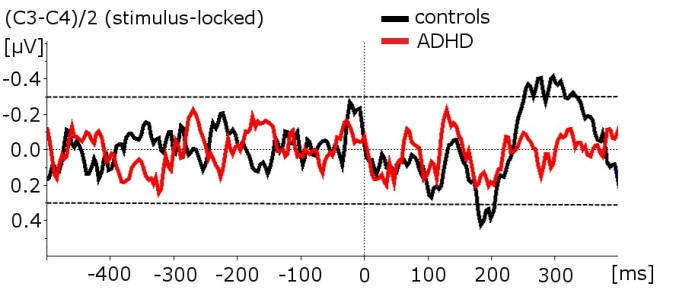 (C3-C4)/2 (stimulus-locked)
controls
ADHD
[µV]
-0.4
-0.2
0.0
0.2
0.4
-400 -300 -200 -100 0 100 200 300 [ms]